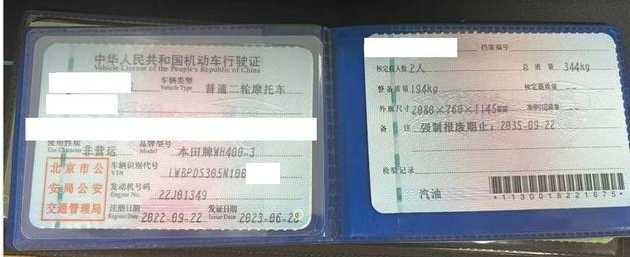 中华人民共和国机动车行驶证
Vehicle License of the People's Republic of China
车辆类型
Vehicle Type
普通二轮摩托车
使用性质
Use Character
非营运
品牌型号
Model
本田牌WH400-3
车辆识别代号
VIN
LWBPDS305N100
发动机号码
Engine No.
22J01349
注册日期
Register Date
2022-09-22
发证日期
Issue Date
2023-06-28
北京市公
安局公安
交通管理局
档案编号
核定载人数 2人
总质量 344kg
整备质量 194kg
核定载质量 --
外廓尺寸 2080×760×1145
准牵引总质量 --
备注 强制报废期止:2035-09-22
检验记录
汽油
*1130018221675*